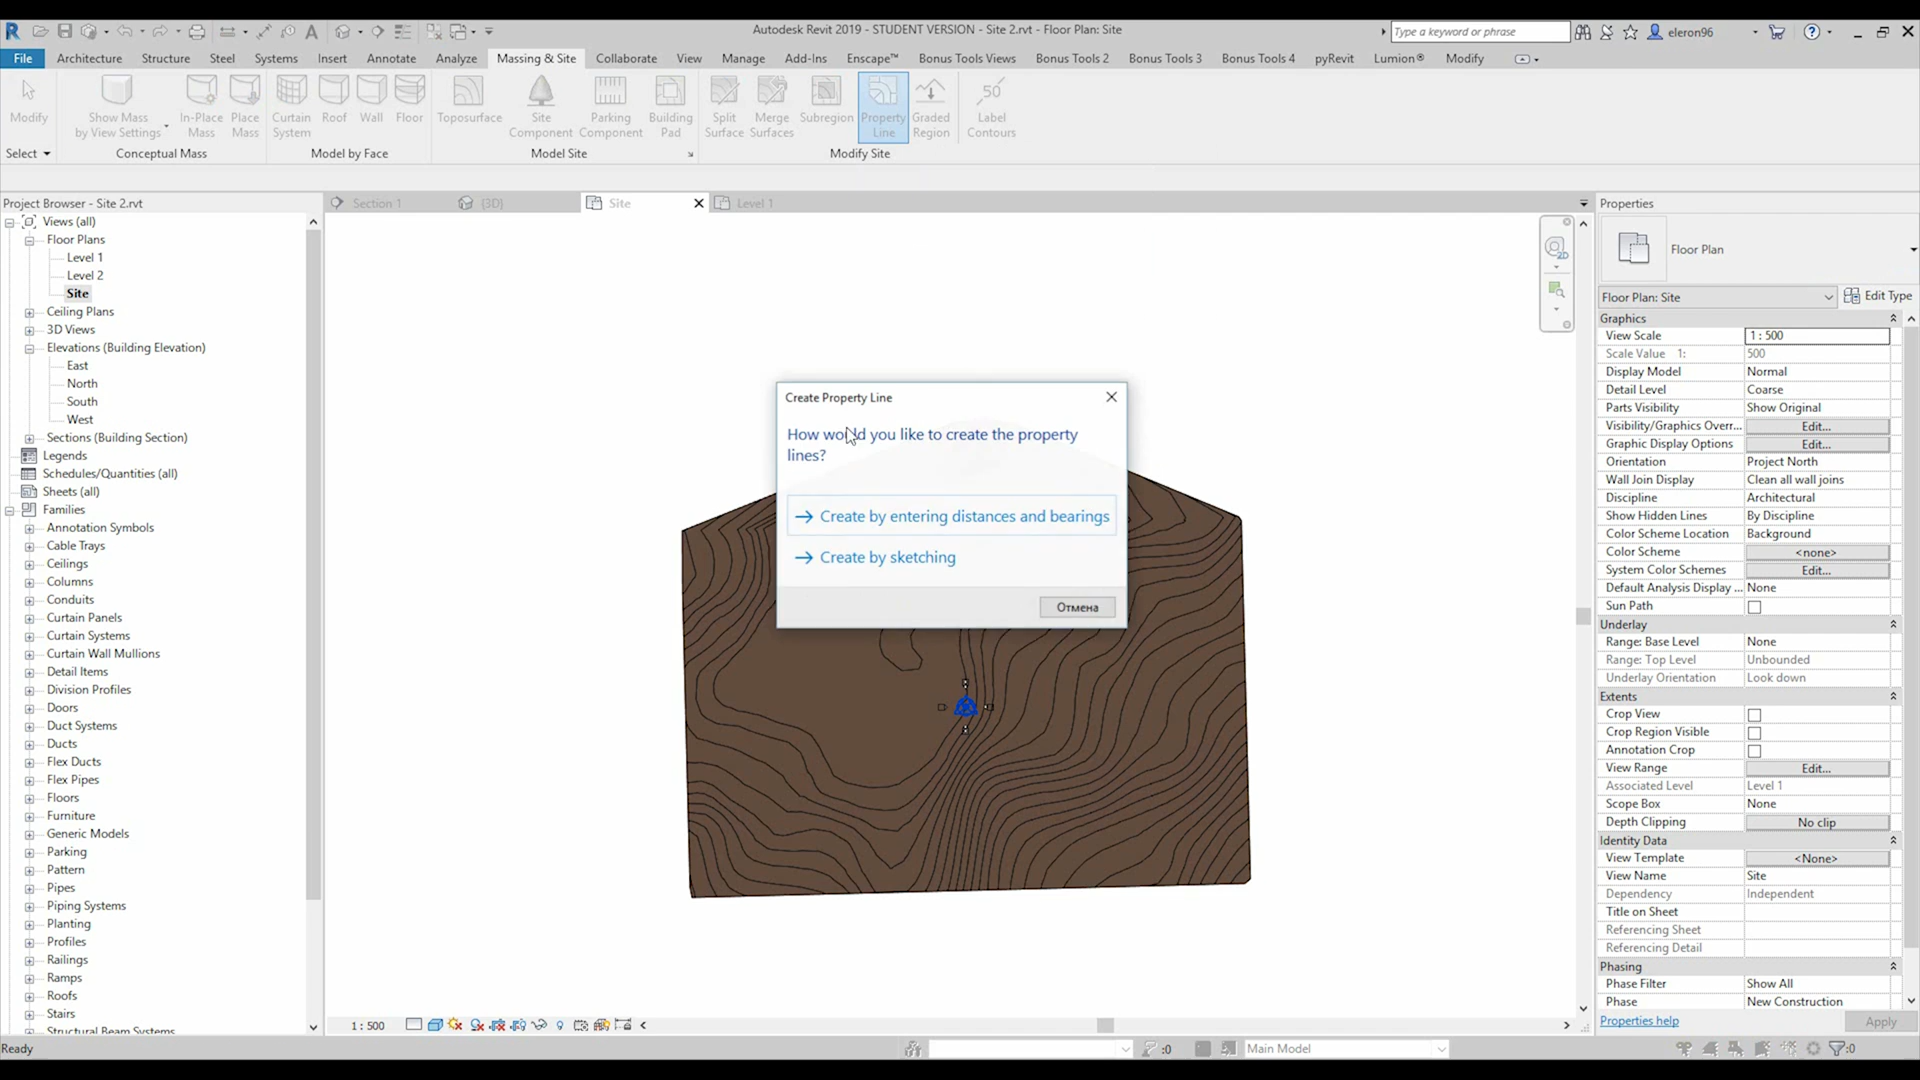 Autodesk Revit 2019 - STUDENT VERSION - Site 2.rvt - Floor Plan: Site
Type a keyword or phrase
eleron96
File
Architecture
Structure
Steel
Systems
Insert
Annotate
Analyze
Massing & Site
Collaborate
View
Manage
Add-Ins
Enscape™
Bonus Tools Views
Bonus Tools 2
Bonus Tools 3
Bonus Tools 4
pyRevit
Lumion®
Modify
Modify
Show Mass
by View Settings
In-Place
Mass
Place
Mass
Curtain
System
Roof
Wall
Floor
Toposurface
Site
Component
Parking
Component
Building
Pad
Split
Surface
Merge
Surfaces
Subregion
Property
Line
Graded
Region
Label
Contours
Select
Conceptual Mass
Model by Face
Model Site
Modify Site
Project Browser - Site 2.rvt
Views (all)
Floor Plans
Level 1
Level 2
Site
Ceiling Plans
3D Views
Elevations (Building Elevation)
East
North
South
West
Sections (Building Section)
Legends
Schedules/Quantities (all)
Sheets (all)
Families
Annotation Symbols
Cable Trays
Ceilings
Columns
Conduits
Curtain Panels
Curtain Systems
Curtain Wall Mullions
Detail Items
Division Profiles
Doors
Duct Systems
Ducts
Flex Ducts
Flex Pipes
Floors
Furniture
Generic Models
Parking
Pattern
Pipes
Piping Systems
Planting
Profiles
Railings
Ramps
Roofs
Stairs
Structural Beam Systems
Section 1
{3D}
Site
Level 1
Create Property Line
How would you like to create the property
lines?
Create by entering distances and bearings
Create by sketching
Отмена
1 : 500
Properties
Floor Plan
Floor Plan: Site
Edit Type
Graphics
View Scale 1 : 500
Scale Value 1: 500
Display Model Normal
Detail Level Coarse
Parts Visibility Show Original
Visibility/Graphics Overr... Edit...
Graphic Display Options Edit...
Orientation Project North
Wall Join Display Clean all wall joins
Discipline Architectural
Show Hidden Lines By Discipline
Color Scheme Location Background
Color Scheme <none>
System Color Schemes Edit...
Default Analysis Display ... None
Sun Path
Underlay
Range: Base Level None
Range: Top Level Unbounded
Underlay Orientation Look down
Extents
Crop View
Crop Region Visible
Annotation Crop
View Range Edit...
Associated Level Level 1
Scope Box None
Depth Clipping No clip
Identity Data
View Template <None>
View Name Site
Dependency Independent
Title on Sheet
Referencing Sheet
Referencing Detail
Phasing
Phase Filter Show All
Phase New Construction
Properties help
Apply
Ready
:0
Main Model
:0